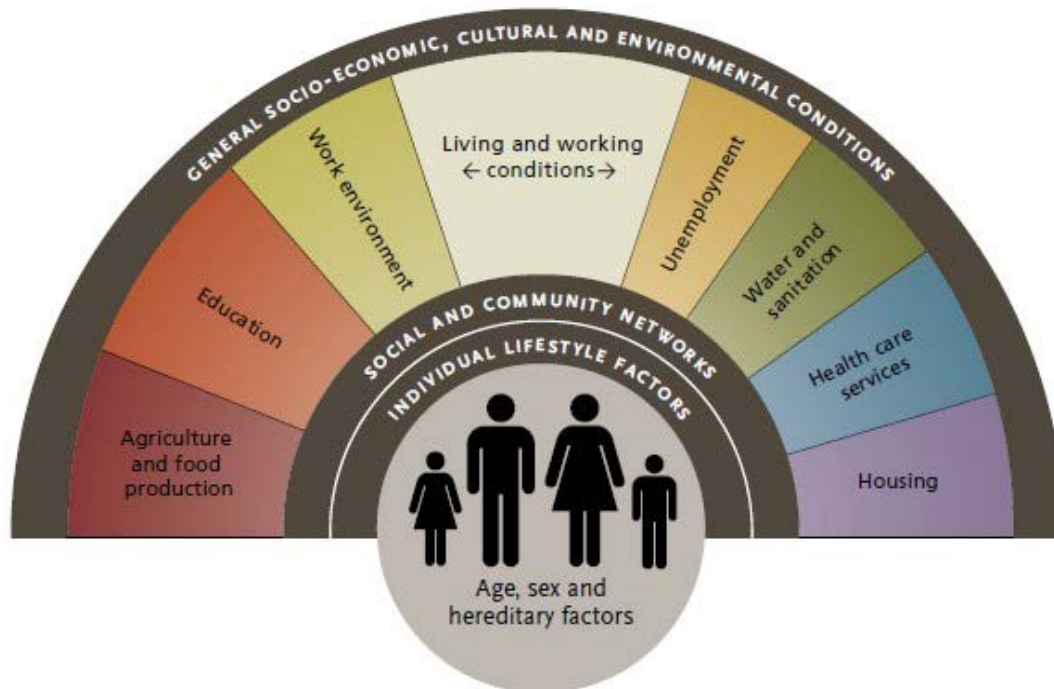 GENERAL SOCIO-ECONOMIC, CULTURAL AND ENVIRONMENTAL CONDITIONS
Living and working
← conditions →
Work environment
Unemployment
Education
Water and
sanitation
Agriculture
and food
production
Health care
services
Housing
SOCIAL AND COMMUNITY NETWORKS
INDIVIDUAL LIFESTYLE FACTORS
Age, sex and
hereditary factors